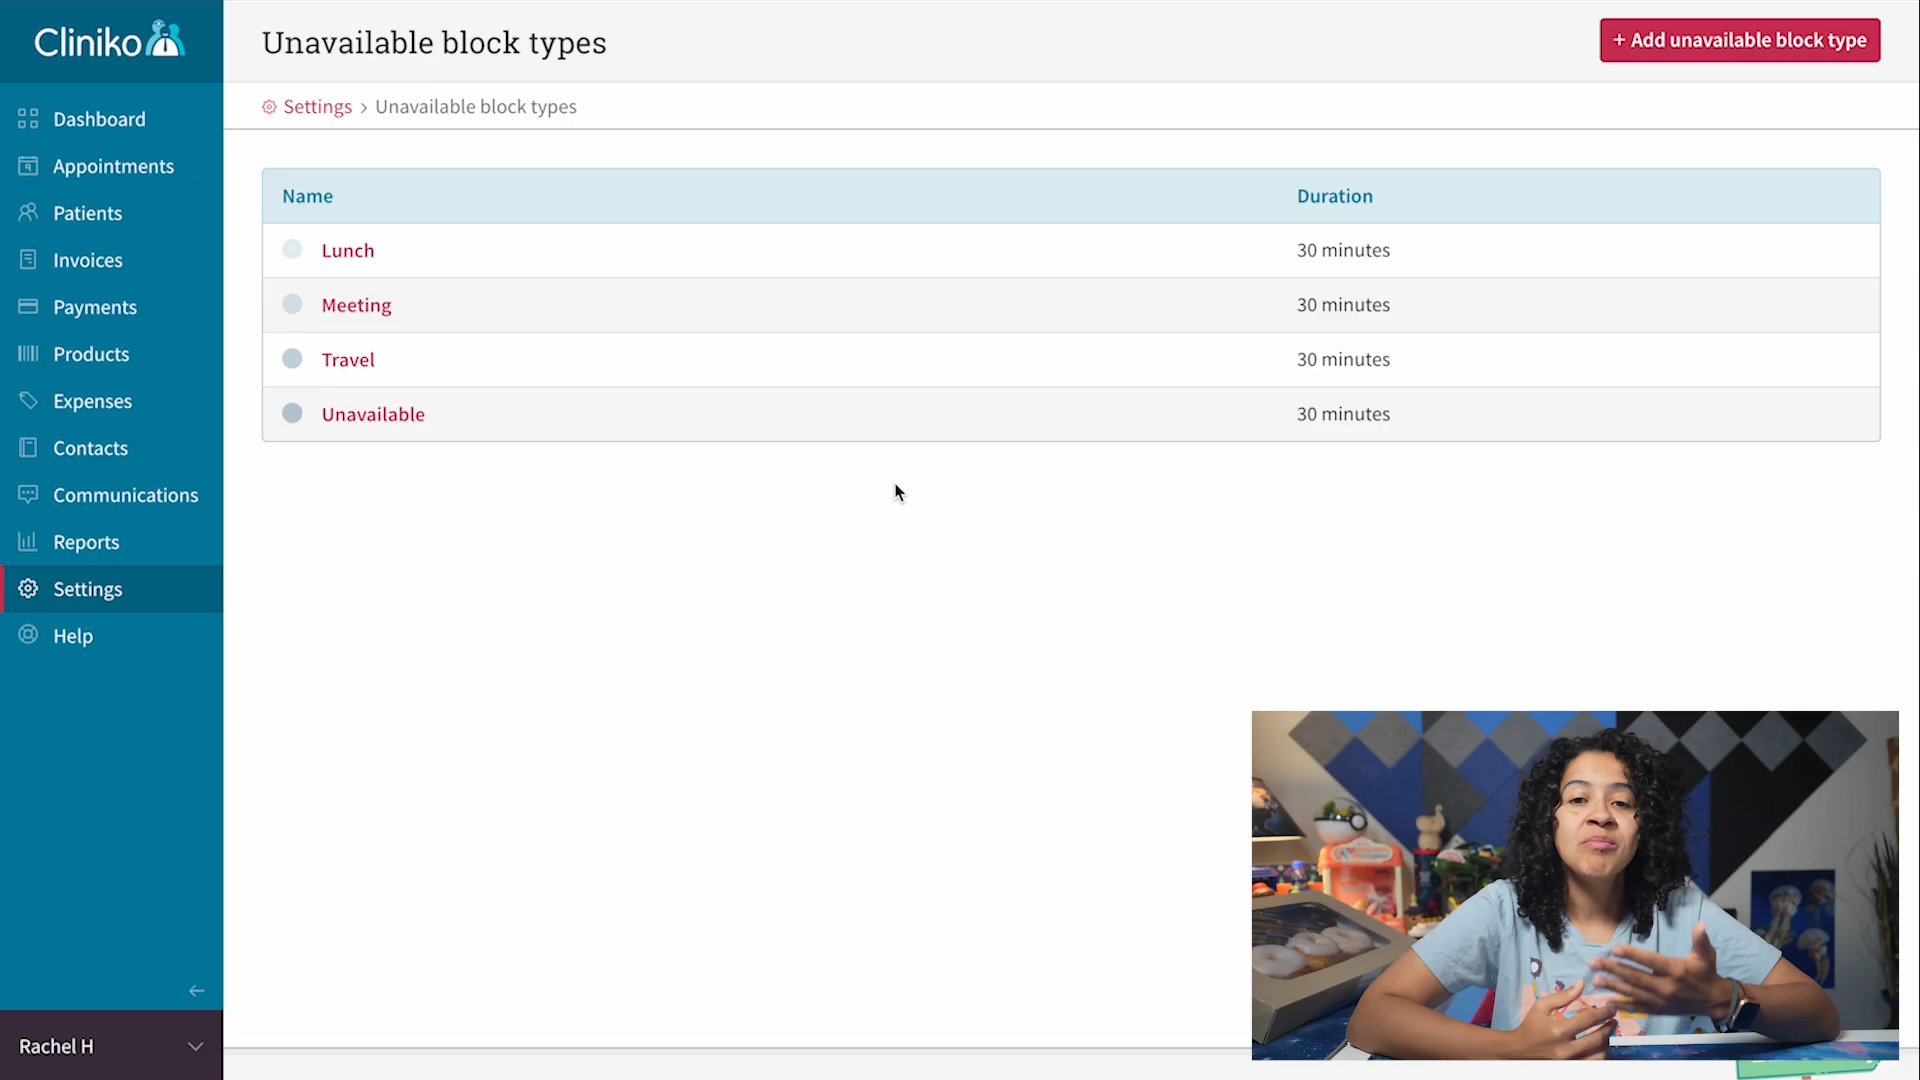 Cliniko
Unavailable block types
+ Add unavailable block type
Settings > Unavailable block types
Dashboard
Appointments
Patients
Invoices
Payments
Products
Expenses
Contacts
Communications
Reports
Settings
Help
Rachel H
Name Duration
Lunch 30 minutes
Meeting 30 minutes
Travel 30 minutes
Unavailable 30 minutes